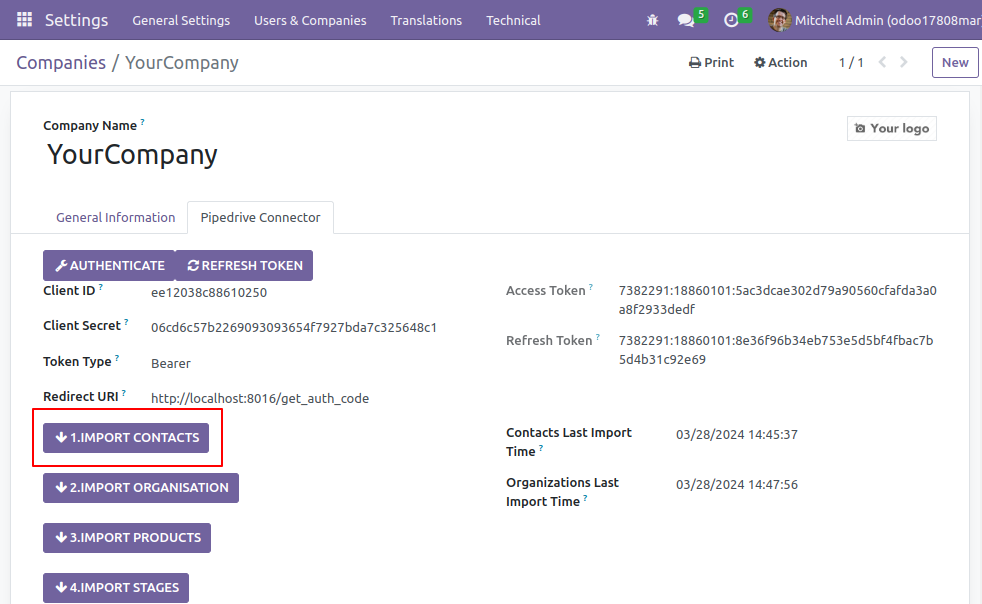 Settings General Settings Users & Companies Translations Technical 5 6 Mitchell Admin (odoo17808mar
Companies / YourCompany Print Action 1 / 1 New
Company Name ?
Your logo
YourCompany
General Information Pipedrive Connector
AUTHENTICATE REFRESH TOKEN
Client ID ? ee12038c88610250
Access Token ? 7382291:18860101:5ac3dcae302d79a90560cfafda3a0
a8f2933dedf
Client Secret ? 06cd6c57b2269093093654f7927bda7c325648c1
Refresh Token ? 7382291:18860101:8e36f96b34eb753e5d5bf4fbac7b
5d4b31c92e69
Token Type ? Bearer
Redirect URI ? http://localhost:8016/get_auth_code
1.IMPORT CONTACTS
Contacts Last Import 03/28/2024 14:45:37
Time ?
2.IMPORT ORGANISATION
Organizations Last 03/28/2024 14:47:56
Import Time ?
3.IMPORT PRODUCTS
4.IMPORT STAGES